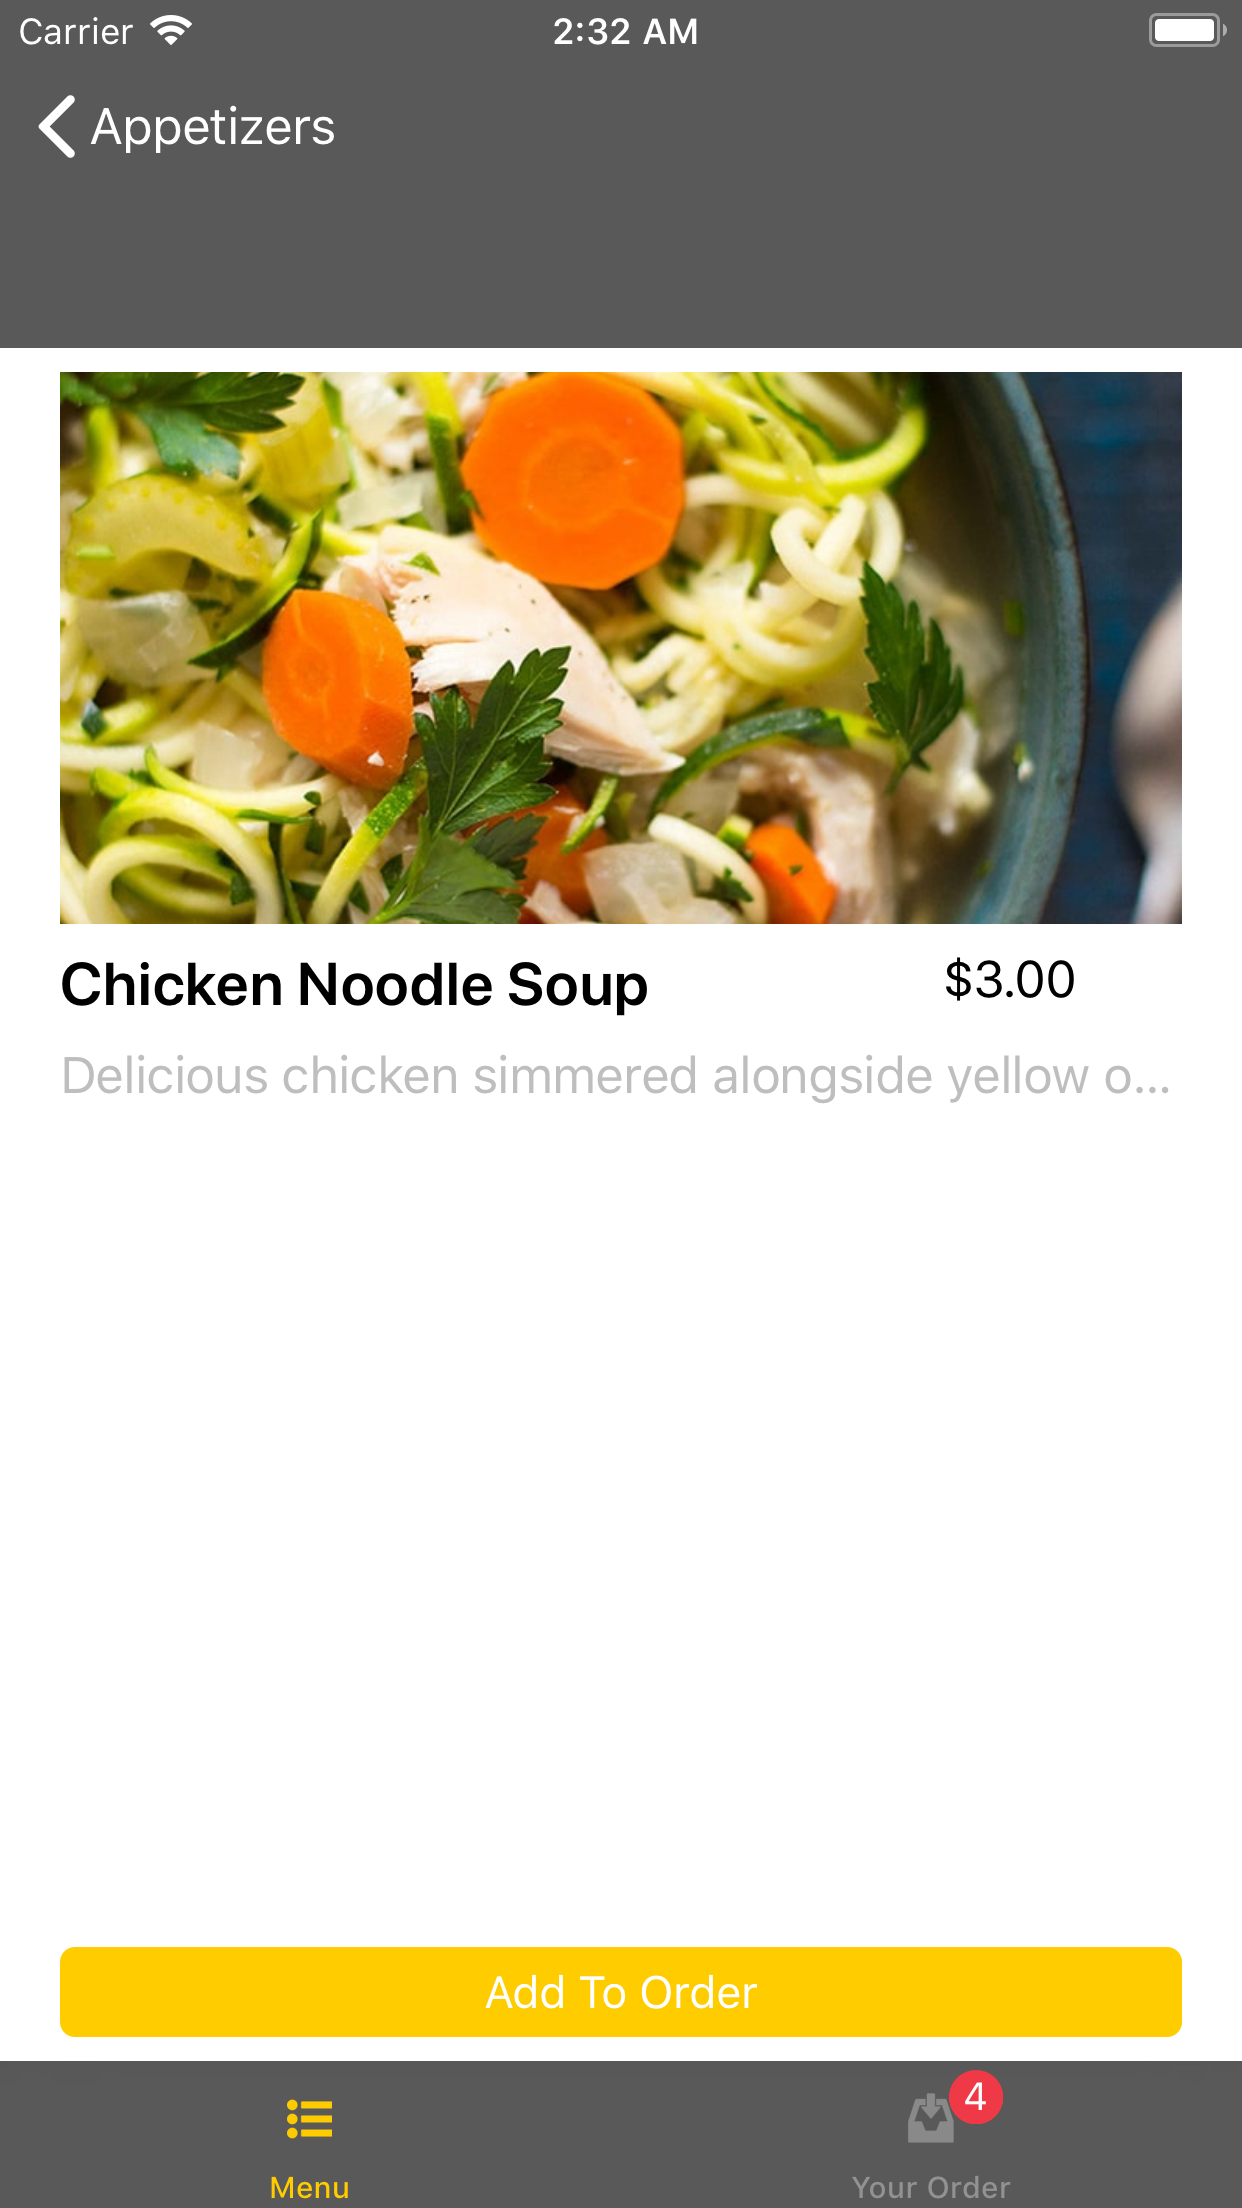 Carrier 2:32 AM
Appetizers
Chicken Noodle Soup $3.00
Delicious chicken simmered alongside yellow o...
Add To Order
4
Menu Your Order